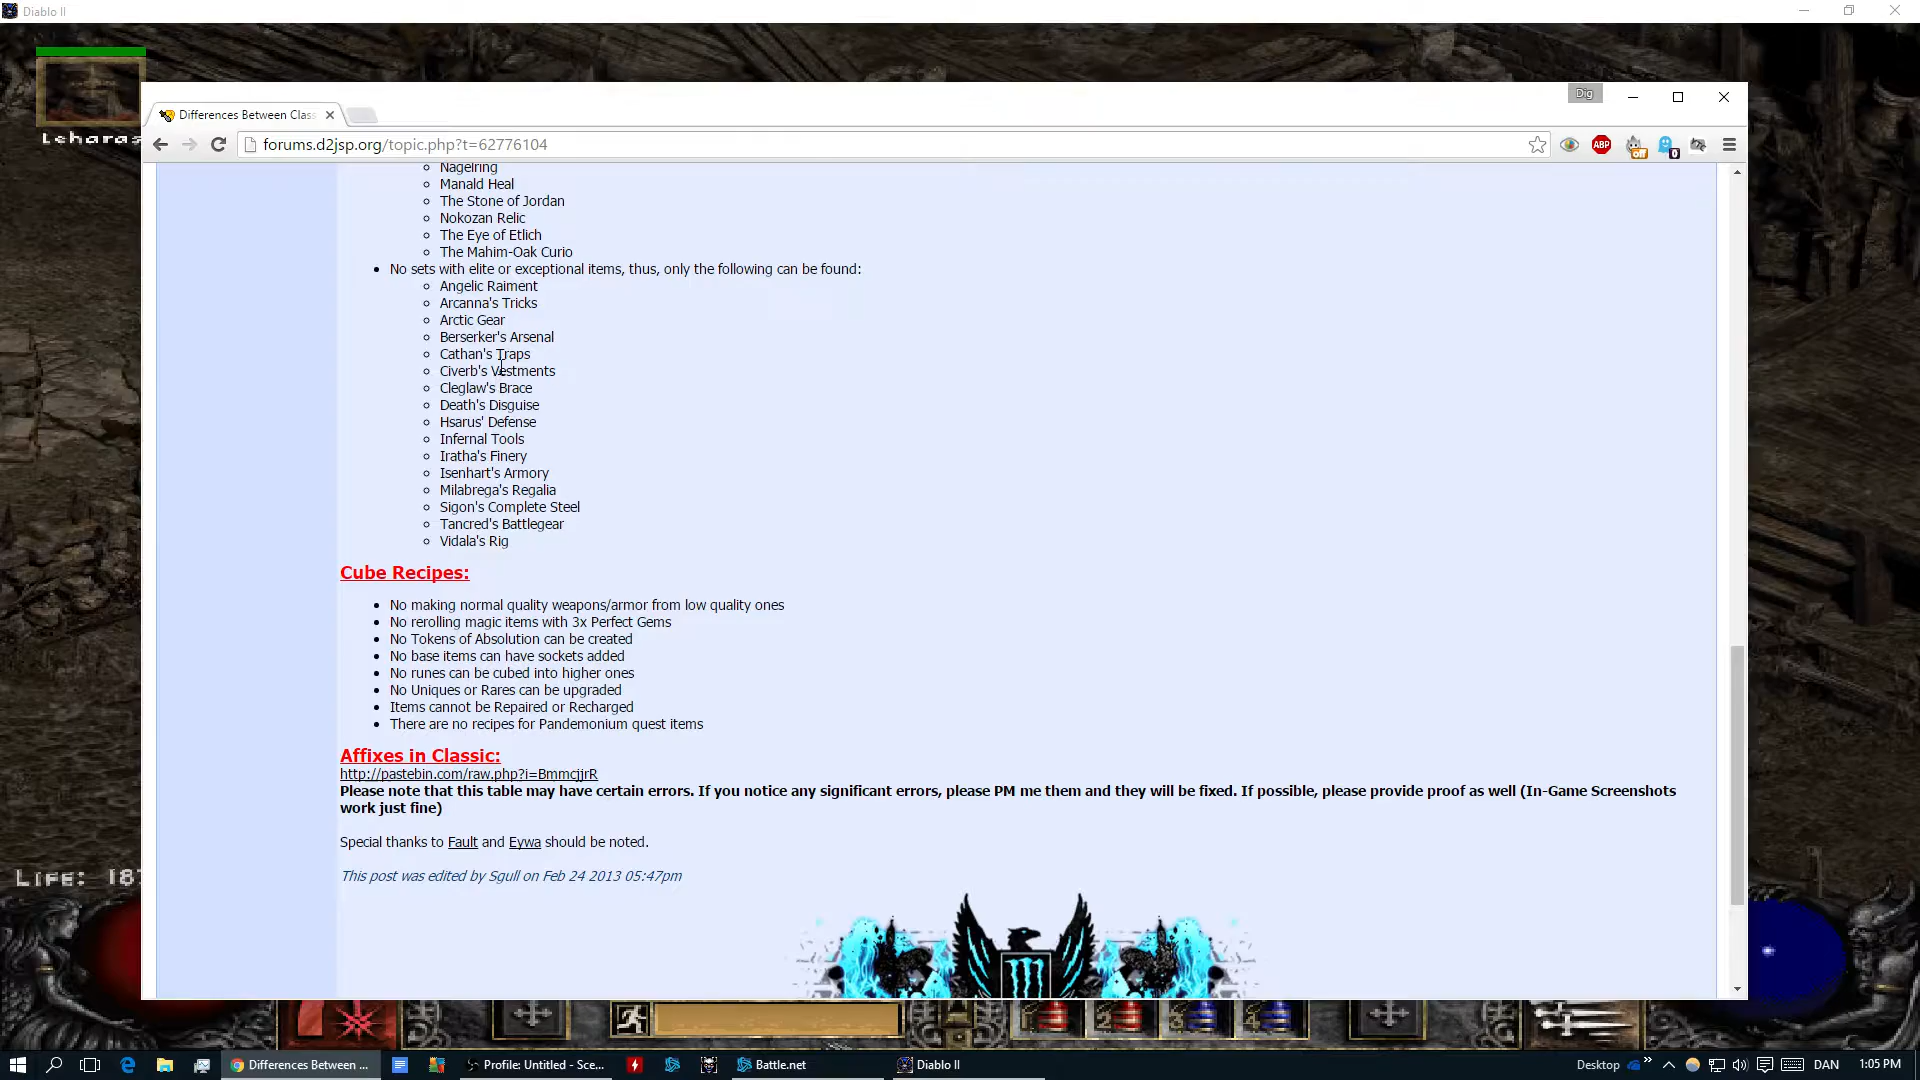 Diablo II
Leharas
Dig
Differences Between Class
forums.d2jsp.org/topic.php?t=62776104
ABP
off
0
Nagelring
Manald Heal
The Stone of Jordan
Nokozan Relic
The Eye of Etlich
The Mahim-Oak Curio
No sets with elite or exceptional items, thus, only the following can be found:
Angelic Raiment
Arcanna's Tricks
Arctic Gear
Berserker's Arsenal
Cathan's Traps
Civerb's Vestments
Cleglaw's Brace
Death's Disguise
Hsarus' Defense
Infernal Tools
Iratha's Finery
Isenhart's Armory
Milabrega's Regalia
Sigon's Complete Steel
Tancred's Battlegear
Vidala's Rig
Cube Recipes:
No making normal quality weapons/armor from low quality ones
No rerolling magic items with 3x Perfect Gems
No Tokens of Absolution can be created
No base items can have sockets added
No runes can be cubed into higher ones
No Uniques or Rares can be upgraded
Items cannot be Repaired or Recharged
There are no recipes for Pandemonium quest items
Affixes in Classic:
http://pastebin.com/raw.php?i=BmmcjjrR
Please note that this table may have certain errors. If you notice any significant errors, please PM me them and they will be fixed. If possible, please provide proof as well (In-Game Screenshots
work just fine)
Special thanks to Fault and Eywa should be noted.
This post was edited by Sgull on Feb 24 2013 05:47pm
Life: 187
Differences Between ...
Profile: Untitled - Sce...
Battle.net
Diablo II
Desktop
DAN
1:05 PM